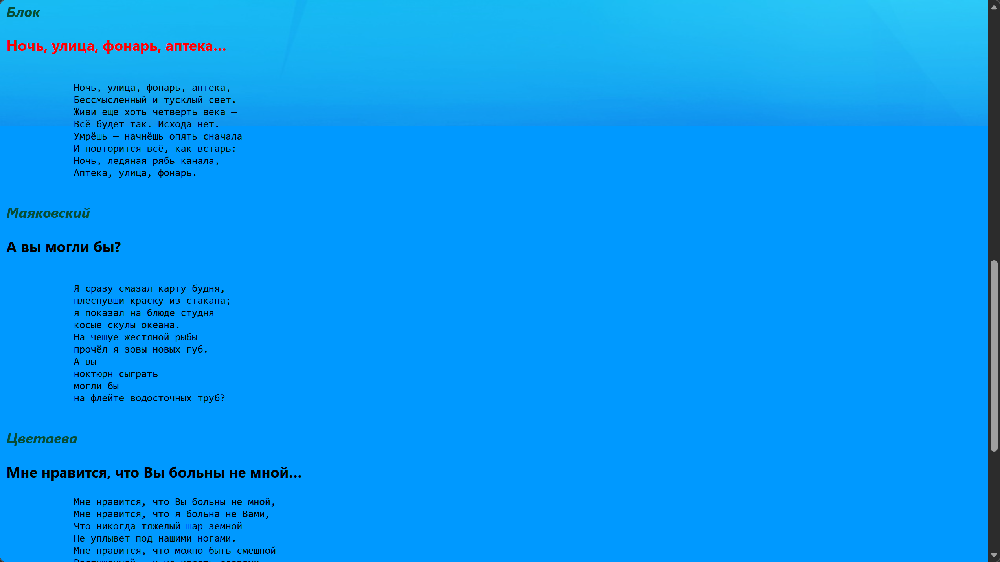 Блок
Ночь, улица, фонарь, аптека...
Ночь, улица, фонарь, аптека,
Бессмысленный и тусклый свет.
Живи еще хоть четверть века —
Всё будет так. Исхода нет.
Умрёшь — начнёшь опять сначала
И повторится всё, как встарь:
Ночь, ледяная рябь канала,
Аптека, улица, фонарь.
Маяковский
А вы могли бы?
Я сразу смазал карту будня,
плеснувши краску из стакана;
я показал на блюде студня
косые скулы океана.
На чешуе жестяной рыбы
прочёл я зовы новых губ.
А вы
ноктюрн сыграть
могли бы
на флейте водосточных труб?
Цветаева
Мне нравится, что Вы больны не мной...
Мне нравится, что Вы больны не мной,
Мне нравится, что я больна не Вами,
Что никогда тяжелый шар земной
Не уплывет под нашими ногами.
Мне нравится, что можно быть смешной —